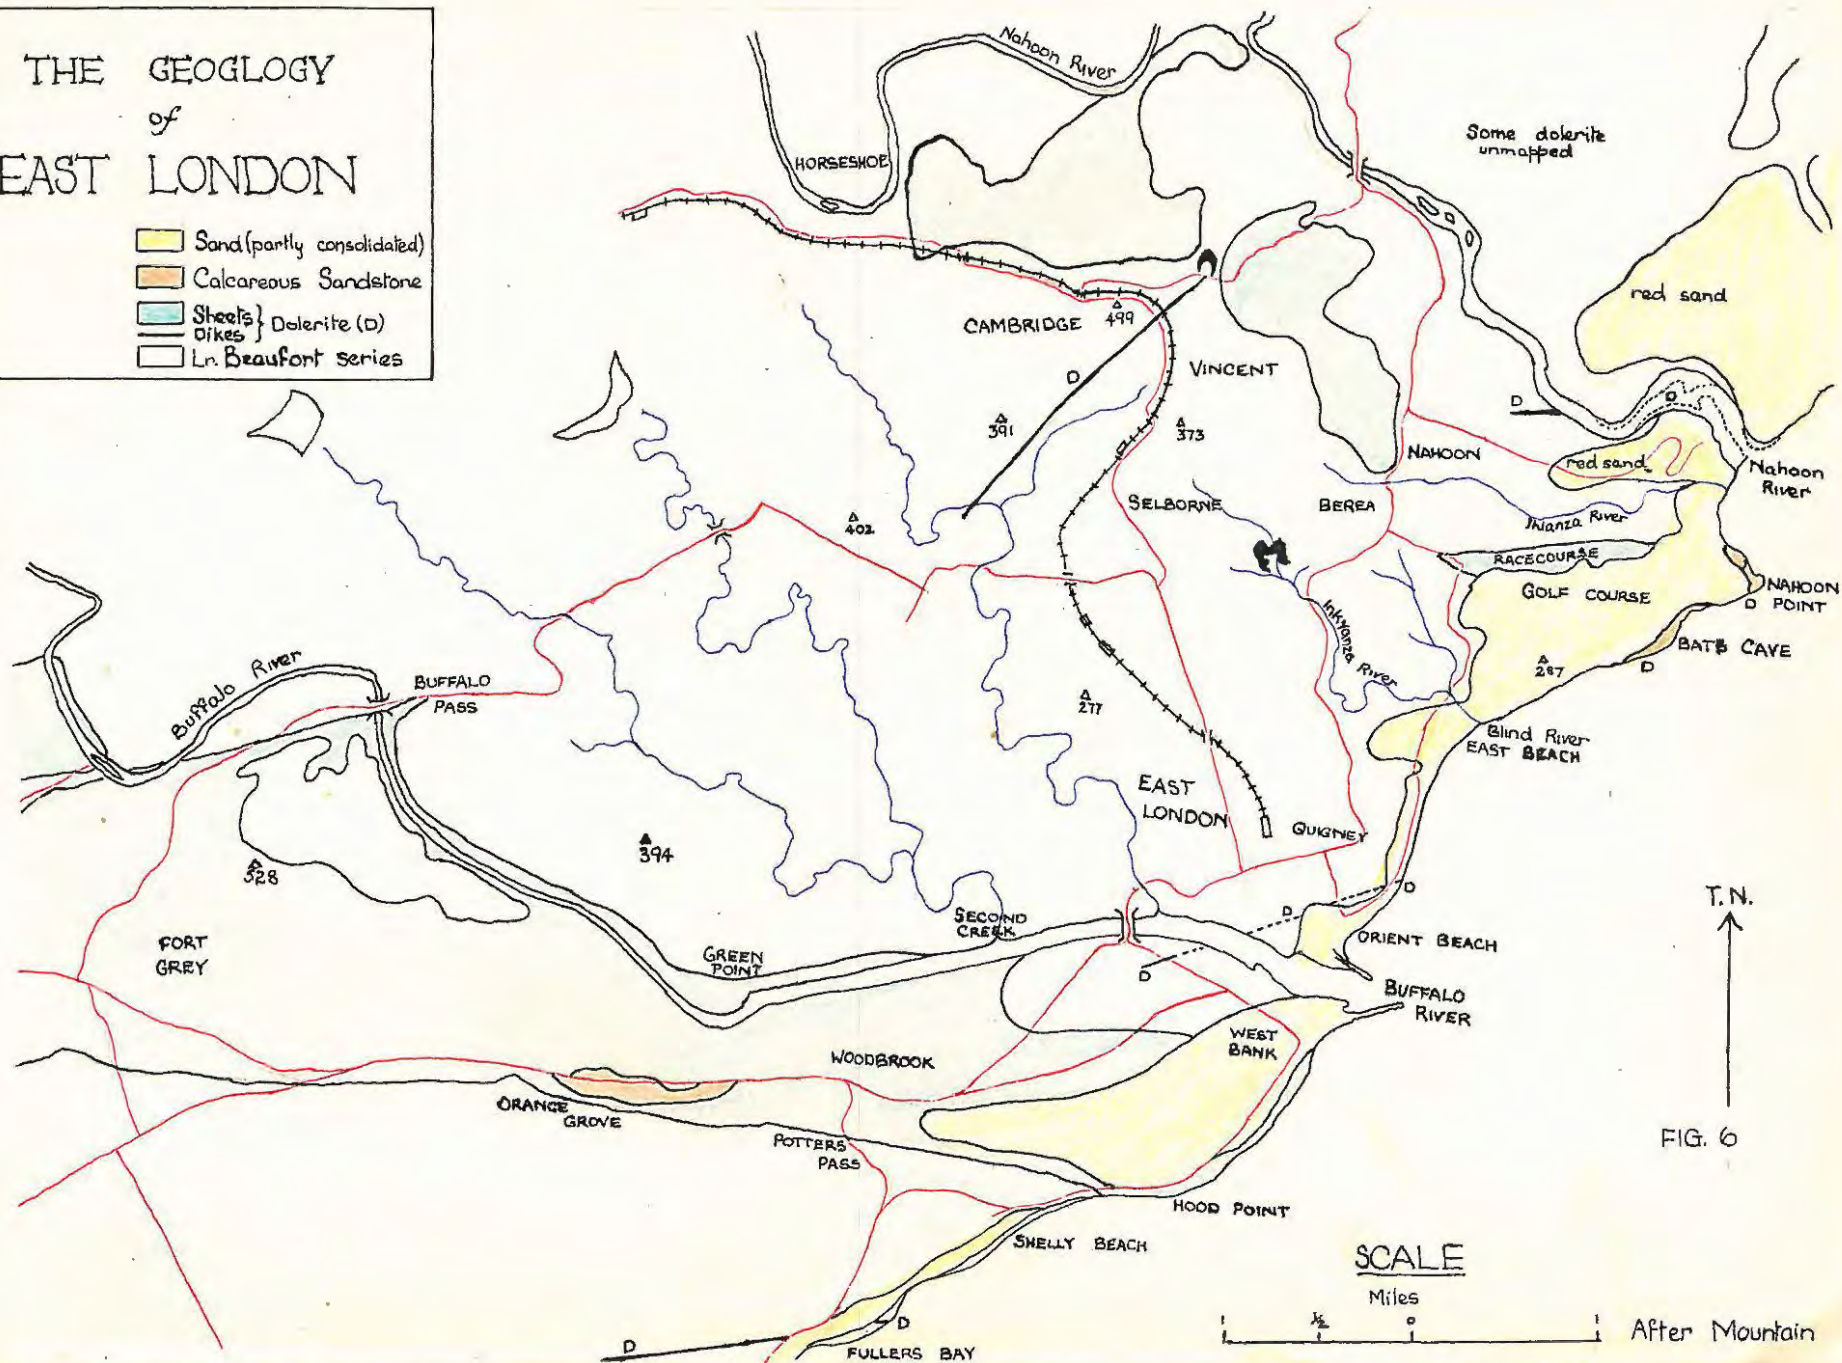 THE GEOGLOGY
of
EAST LONDON
Sand (partly consolidated)
Calcareous Sandstone
Sheets } Dolerite (D)
Dikes
Ln. Beaufort series
Nahoon River
HORSESHOE
Some dolerite
unmapped
red sand
CAMBRIDGE
499
VINCENT
D
391
373
D
D
NAHOON
red sand
Nahoon
River
SELBORNE
BEREA
Ihlanza River
402
RACECOURSE
GOLF COURSE
NAHOON
POINT
D
Inkyanza River
BATS CAVE
D
287
Buffalo River
BUFFALO
PASS
277
Blind River
EAST BEACH
EAST
LONDON
QUIGNEY
394
328
D
D
SECOND
CREEK
T.N.
FORT
GREY
GREEN
POINT
ORIENT BEACH
D
BUFFALO
RIVER
WEST
BANK
WOODBROOK
ORANGE
GROVE
POTTERS
PASS
FIG. 6
HOOD POINT
SHELLY BEACH
SCALE
Miles
½
0
1
1
After Mountain
D
D
FULLERS BAY